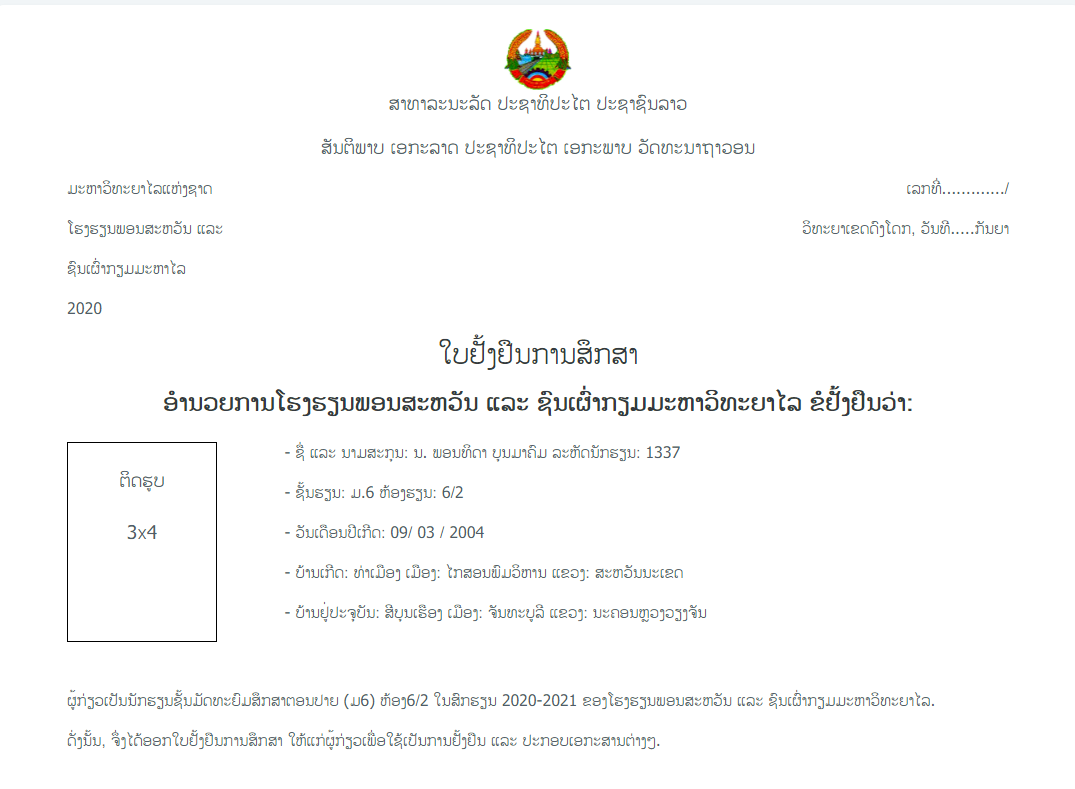 ສາທາລະນະລັດ ປະຊາທິປະໄຕ ປະຊາຊົນລາວ
ສັນຕິພາບ ເອກະລາດ ປະຊາທິປະໄຕ ເອກະພາບ ວັດທະນາຖາວອນ
ມະຫາວິທະຍາໄລແຫ່ງຊາດ
ເລກທີ່............./
ໂຮງຮຽນພອນສະຫວັນ ແລະ
ວິທະຍາເຂດດົງໂດກ, ວັນທີ.....ກັນຍາ
ຊົນເຜົ່າກຽມມະຫາໄລ
2020
ໃບຢັ້ງຢືນການສຶກສາ
ອຳນວຍການໂຮງຮຽນພອນສະຫວັນ ແລະ ຊົນເຜົ່າກຽມມະຫາວິທະຍາໄລ ຂໍຢັ້ງຢືນວ່າ:
ຕິດຮູບ
3x4
- ຊື່ ແລະ ນາມສະກຸນ: ນ. ພອນທິດາ ບຸນມາຄົມ ລະຫັດນັກຮຽນ: 1337
- ຊັ້ນຮຽນ: ມ.6 ຫ້ອງຮຽນ: 6/2
- ວັນເດືອນປີເກີດ: 09/ 03 / 2004
- ບ້ານເກີດ: ທ່າເມືອງ ເມືອງ: ໄກສອນພົມວິຫານ ແຂວງ: ສະຫວັນນະເຂດ
- ບ້ານຢູ່ປະຈຸບັນ: ສີບຸນເຮືອງ ເມືອງ: ຈັນທະບູລີ ແຂວງ: ນະຄອນຫຼວງວຽງຈັນ
ຜູ້ກ່ຽວເປັນນັກຮຽນຊັ້ນມັດທະຍົມສຶກສາຕອນປາຍ (ມ6) ຫ້ອງ6/2 ໃນສົກຮຽນ 2020-2021 ຂອງໂຮງຮຽນພອນສະຫວັນ ແລະ ຊົນເຜົ່າກຽມມະຫາວິທະຍາໄລ.
ດັ່ງນັ້ນ, ຈຶ່ງໄດ້ອອກໃບຢັ້ງຢືນການສຶກສາ ໃຫ້ແກ່ຜູ້ກ່ຽວເພື່ອໃຊ້ເປັນການຢັ້ງຢືນ ແລະ ປະກອບເອກະສານຕ່າງໆ.